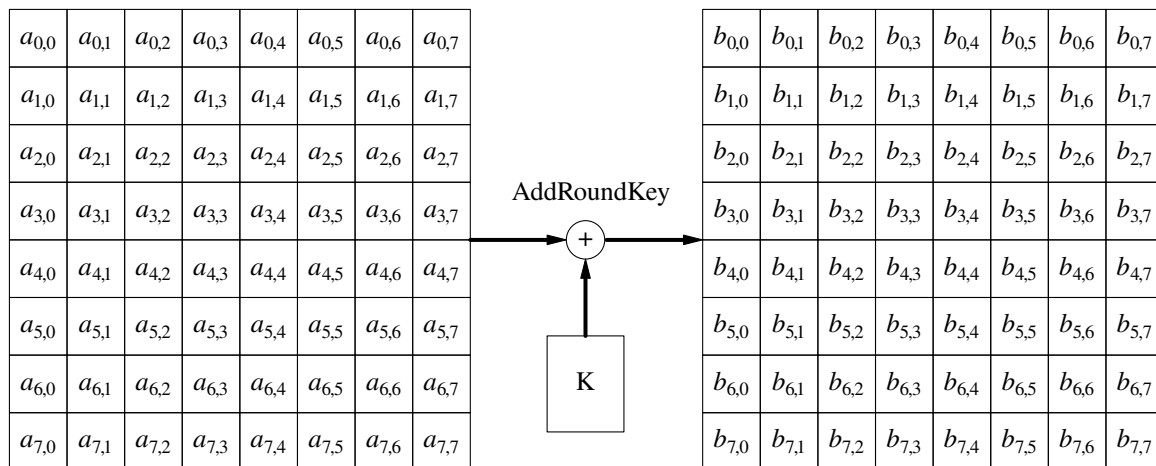 a0,0 a0,1 a0,2 a0,3 a0,4 a0,5 a0,6 a0,7
a1,0 a1,1 a1,2 a1,3 a1,4 a1,5 a1,6 a1,7
a2,0 a2,1 a2,2 a2,3 a2,4 a2,5 a2,6 a2,7
a3,0 a3,1 a3,2 a3,3 a3,4 a3,5 a3,6 a3,7
a4,0 a4,1 a4,2 a4,3 a4,4 a4,5 a4,6 a4,7
a5,0 a5,1 a5,2 a5,3 a5,4 a5,5 a5,6 a5,7
a6,0 a6,1 a6,2 a6,3 a6,4 a6,5 a6,6 a6,7
a7,0 a7,1 a7,2 a7,3 a7,4 a7,5 a7,6 a7,7
AddRoundKey
+
K
b0,0 b0,1 b0,2 b0,3 b0,4 b0,5 b0,6 b0,7
b1,0 b1,1 b1,2 b1,3 b1,4 b1,5 b1,6 b1,7
b2,0 b2,1 b2,2 b2,3 b2,4 b2,5 b2,6 b2,7
b3,0 b3,1 b3,2 b3,3 b3,4 b3,5 b3,6 b3,7
b4,0 b4,1 b4,2 b4,3 b4,4 b4,5 b4,6 b4,7
b5,0 b5,1 b5,2 b5,3 b5,4 b5,5 b5,6 b5,7
b6,0 b6,1 b6,2 b6,3 b6,4 b6,5 b6,6 b6,7
b7,0 b7,1 b7,2 b7,3 b7,4 b7,5 b7,6 b7,7